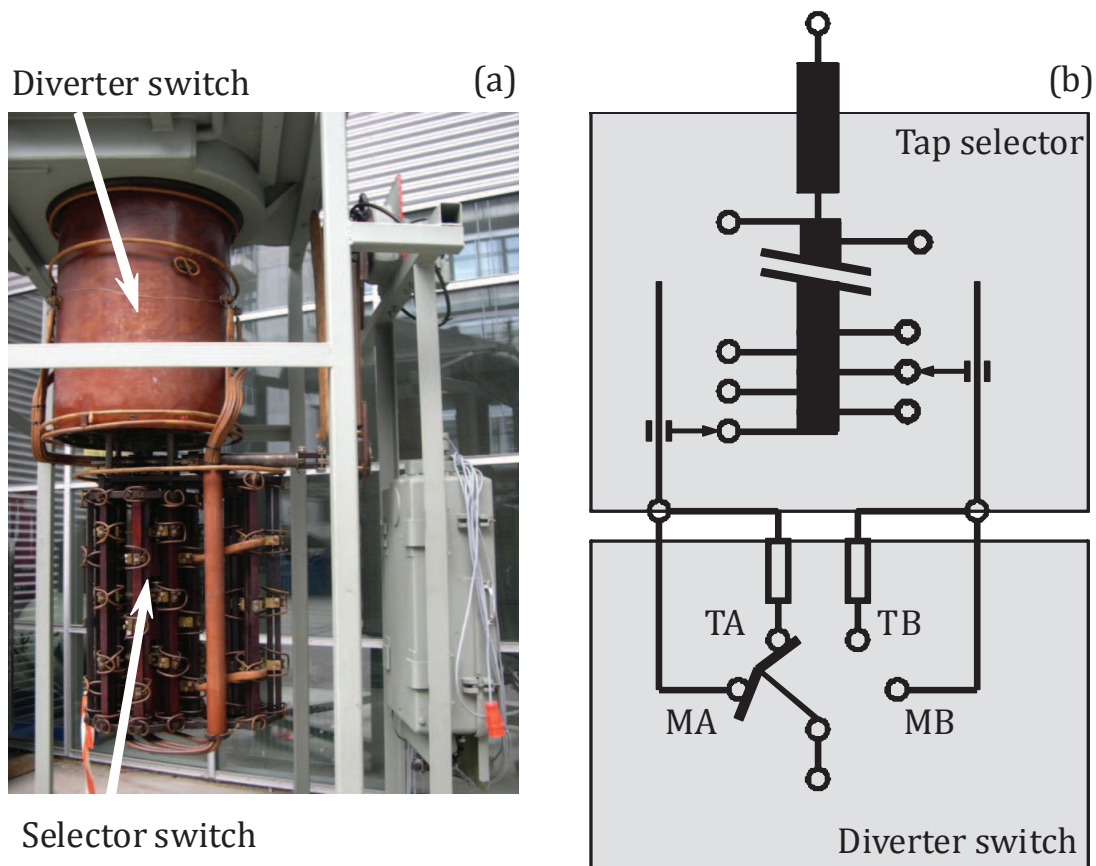 Diverter switch
(a)
Selector switch
(b)
Tap selector
TA
TB
MA
MB
Diverter switch